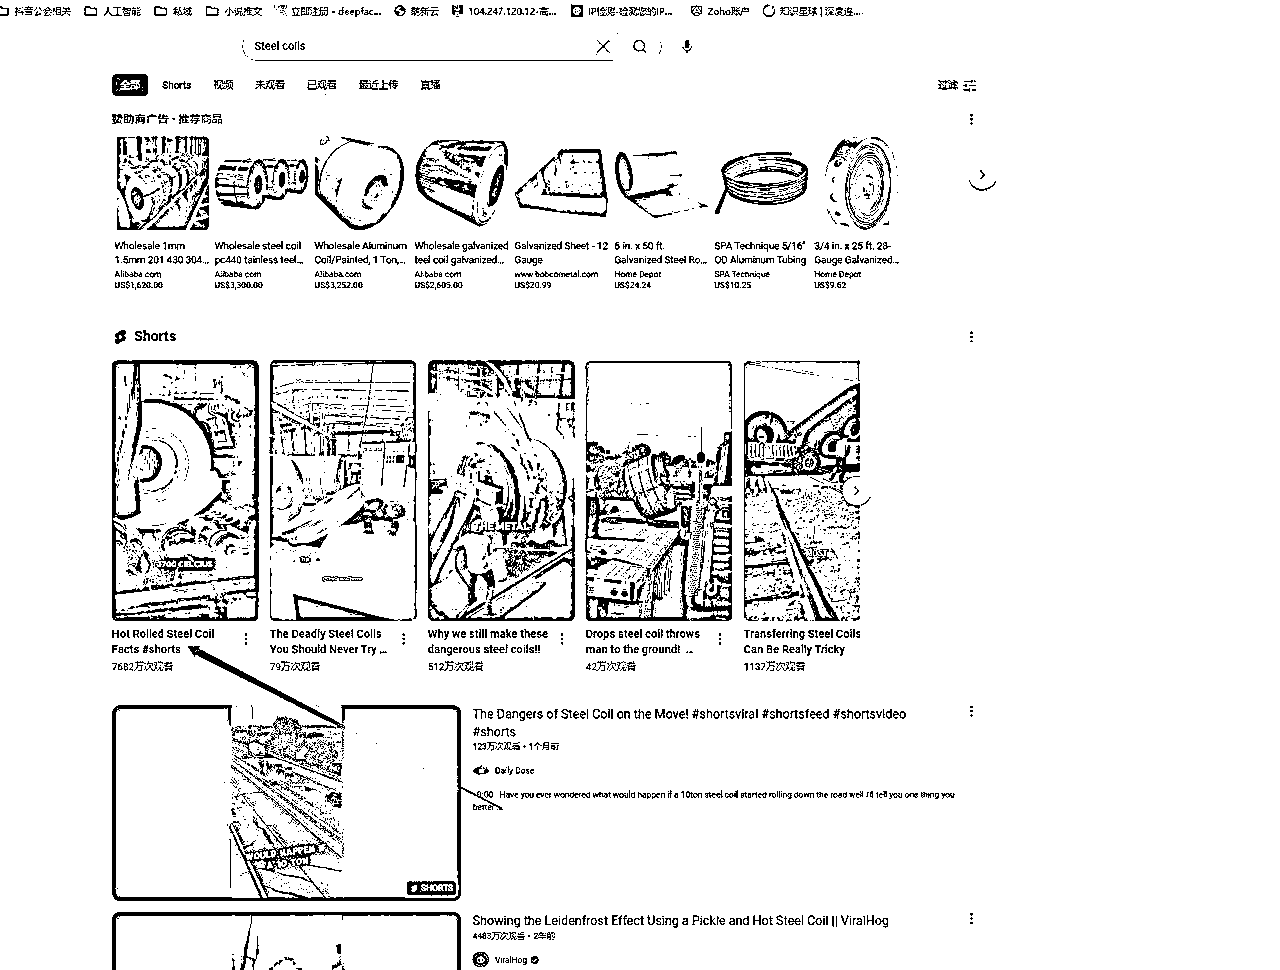 抖音公会相关 人工智能 私域 小说推文 立即注册 - deepfac... 104.247.120.12-高... IP检测-检测您的IP... Zoho账户 知识星球 | 深度连...
Steel coils
全部 Shorts 视频 未观看 已观看 最近上传 直播 过滤
赞助商广告 · 推荐商品
Wholesale 1mm 1.5mm 201 430 304...
Alibaba.com
US$1,620.00
Wholesale steel coil pc440 tainless teel...
Alibaba.com
US$3,300.00
Wholesale Aluminum Coil/Painted, 1 Ton,...
Alibaba.com
US$3,252.00
Wholesale galvanized teel coil galvanized...
Alibaba.com
US$2,605.00
Galvanized Sheet - 12 Gauge
www.bobcometal.com
US$20.99
6 in. x 50 ft. Galvanized Steel Ro...
Home Depot
US$24.24
SPA Technique 5/16" OD Aluminum Tubing
SPA Technique
US$10.25
3/4 in. x 25 ft. 28-Gauge Galvanized...
Home Depot
US$9.62
Shorts
THE METAL
Hot Rolled Steel Coil
Facts #shorts
7682万次观看
The Deadly Steel Coils
You Should Never Try ...
79万次观看
Why we still make these
dangerous steel coils!!
512万次观看
Drops steel coil throws
man to the ground! ...
42万次观看
Transferring Steel Coils
Can Be Really Tricky
1137万次观看
The Dangers of Steel Coil on the Move! #shortsviral #shortsfeed #shortsvideo
#shorts
123万次观看 · 1个月前
Daily Dose
0:00 Have you ever wondered what would happen if a 10ton steel coil started rolling down the road well I'll tell you one thing you
better
OULD HAPPEN
A 10 TON
SHORTS
Showing the Leidenfrost Effect Using a Pickle and Hot Steel Coil || ViralHog
4483万次观看 · 2年前
ViralHog